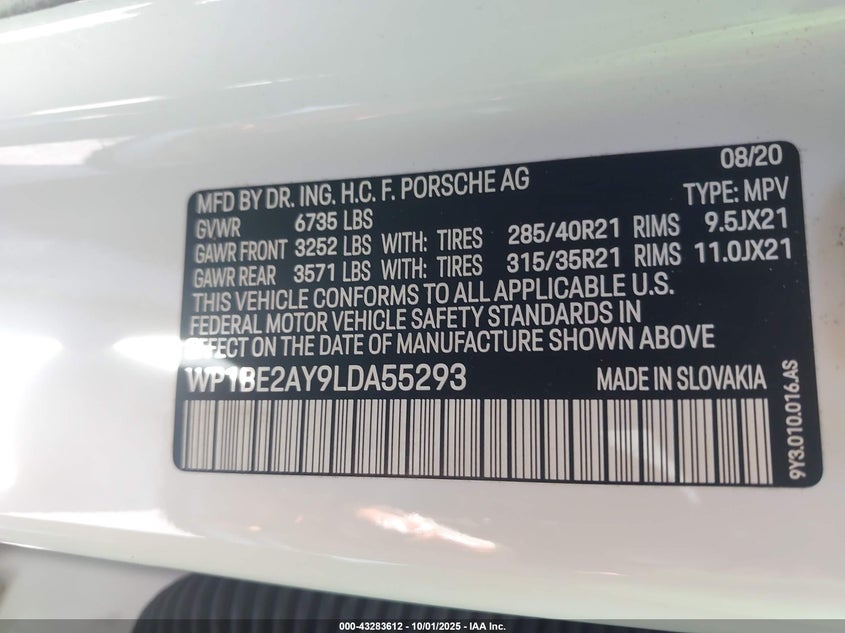 08/20
MFD BY DR. ING. H.C. F. PORSCHE AG
TYPE: MPV
GVWR 6735 LBS
GAWR FRONT 3252 LBS WITH: TIRES 285/40R21 RIMS 9.5JX21
GAWR REAR 3571 LBS WITH: TIRES 315/35R21 RIMS 11.0JX21
THIS VEHICLE CONFORMS TO ALL APPLICABLE U.S.
FEDERAL MOTOR VEHICLE SAFETY STANDARDS IN
EFFECT ON THE DATE OF MANUFACTURE SHOWN ABOVE
WP1BE2AY9LDA55293 MADE IN SLOVAKIA
9Y3.010.016.AS
000-43283612 - 10/01/2025 - IAA Inc.